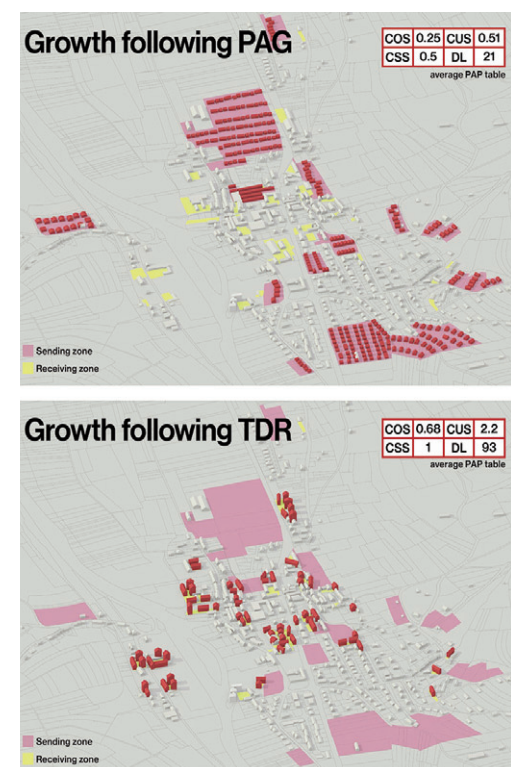 Growth following PAG
COS 0.25 CUS 0.51
CSS 0.5 DL 21
average PAP table
Sending zone
Receiving zone
Growth following TDR
COS 0.68 CUS 2.2
CSS 1 DL 93
average PAP table
Sending zone
Receiving zone